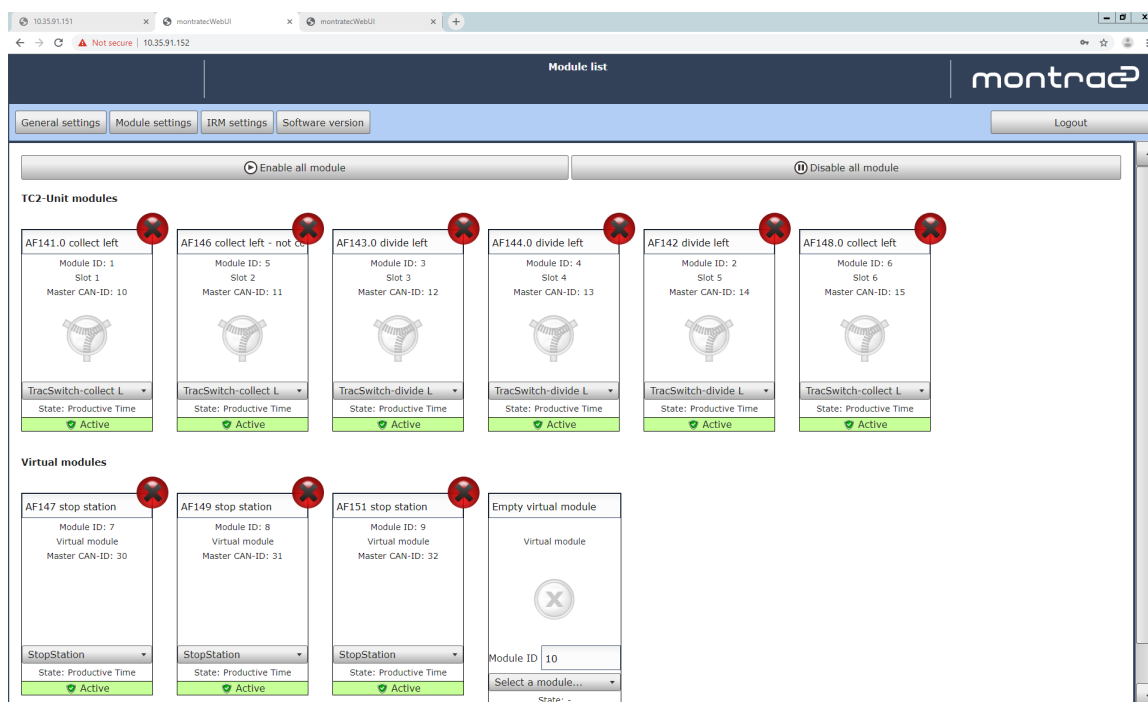 10.35.91.151
montratecWebUI
montratecWebUI
Not secure | 10.35.91.152
Module list
montrac
General settings
Module settings
IRM settings
Software version
Logout
Enable all module
Disable all module
TC2-Unit modules
AF141.0 collect left
Module ID: 1
Slot 1
Master CAN-ID: 10
TracSwitch-collect L
State: Productive Time
Active
AF146 collect left - not co
Module ID: 5
Slot 2
Master CAN-ID: 11
TracSwitch-collect L
State: Productive Time
Active
AF143.0 divide left
Module ID: 3
Slot 3
Master CAN-ID: 12
TracSwitch-divide L
State: Productive Time
Active
AF144.0 divide left
Module ID: 4
Slot 4
Master CAN-ID: 13
TracSwitch-divide L
State: Productive Time
Active
AF142 divide left
Module ID: 2
Slot 5
Master CAN-ID: 14
TracSwitch-divide L
State: Productive Time
Active
AF148.0 collect left
Module ID: 6
Slot 6
Master CAN-ID: 15
TracSwitch-collect L
State: Productive Time
Active
Virtual modules
AF147 stop station
Module ID: 7
Virtual module
Master CAN-ID: 30
StopStation
State: Productive Time
Active
AF149 stop station
Module ID: 8
Virtual module
Master CAN-ID: 31
StopStation
State: Productive Time
Active
AF151 stop station
Module ID: 9
Virtual module
Master CAN-ID: 32
StopStation
State: Productive Time
Active
Empty virtual module
Virtual module
Module ID 10
Select a module...
State: -